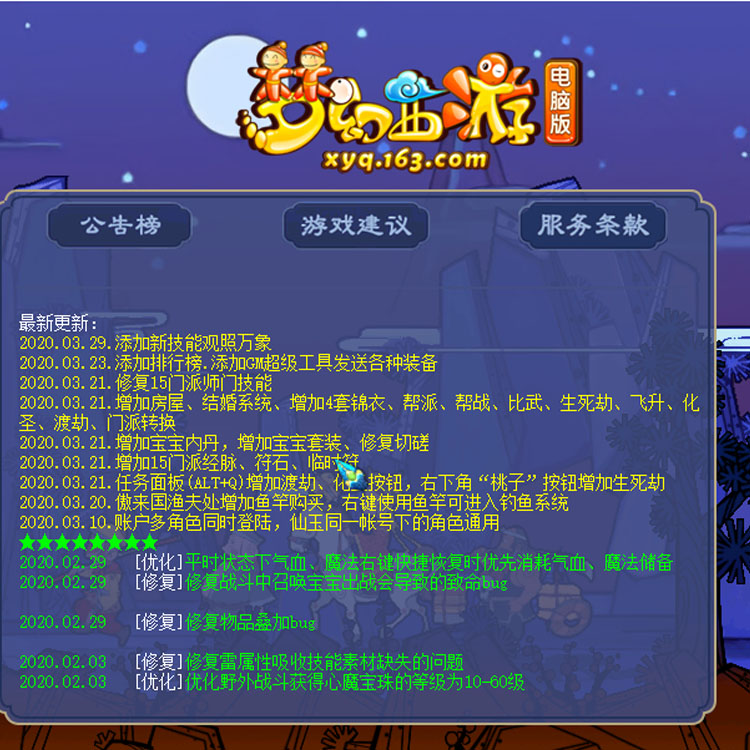 梦幻西游 电脑版
xyq.163.com
公告榜 游戏建议 服务条款
最新更新：
2020.03.29.添加新技能观照万象
2020.03.23.添加排行榜.添加GM超级工具发送各种装备
2020.03.21.修复15门派师门技能
2020.03.21.增加房屋、结婚系统、增加4套锦衣、帮派、帮战、比武、生死劫、飞升、化
圣、渡劫、门派转换
2020.03.21.增加宝宝内丹，增加宝宝套装、修复切磋
2020.03.21.增加15门派经脉、符石、临时符
2020.03.21.任务面板(ALT+Q)增加渡劫、化圣按钮，右下角“桃子”按钮增加生死劫
2020.03.20.傲来国渔夫处增加鱼竿购买，右键使用鱼竿可进入钓鱼系统
2020.03.10.账户多角色同时登陆，仙玉同一帐号下的角色通用
★★★★★★★★
2020.02.29 [优化]平时状态下气血、魔法右键快捷恢复时优先消耗气血、魔法储备
2020.02.29 [修复]修复战斗中召唤宝宝出战会导致的致命bug
2020.02.29 [修复]修复物品叠加bug
2020.02.03 [修复]修复雷属性吸收技能素材缺失的问题
2020.02.03 [优化]优化野外战斗获得心魔宝珠的等级为10-60级